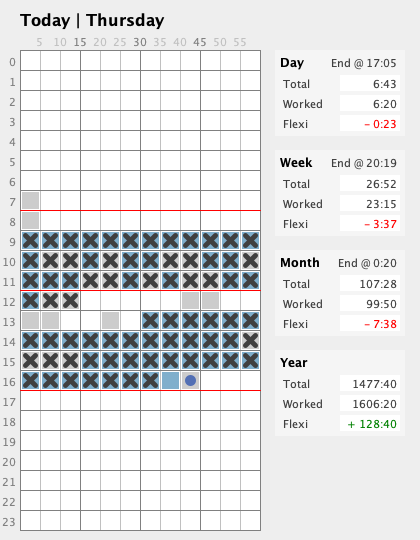 Today | Thursday
5 10 15 20 25 30 35 40 45 50 55
0
1
2
3
4
5
6
7
8
9
10
11
12
13
14
15
16
17
18
19
20
21
22
23
Day End @ 17:05
Total 6:43
Worked 6:20
Flexi – 0:23
Week End @ 20:19
Total 26:52
Worked 23:15
Flexi – 3:37
Month End @ 0:20
Total 107:28
Worked 99:50
Flexi – 7:38
Year
Total 1477:40
Worked 1606:20
Flexi + 128:40